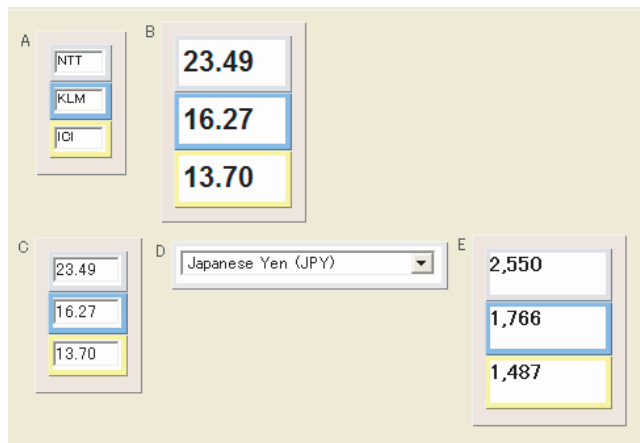 A
NTT
KLM
ICI
B
23.49
16.27
13.70
C
23.49
16.27
13.70
D
Japanese Yen (JPY)
E
2,550
1,766
1,487